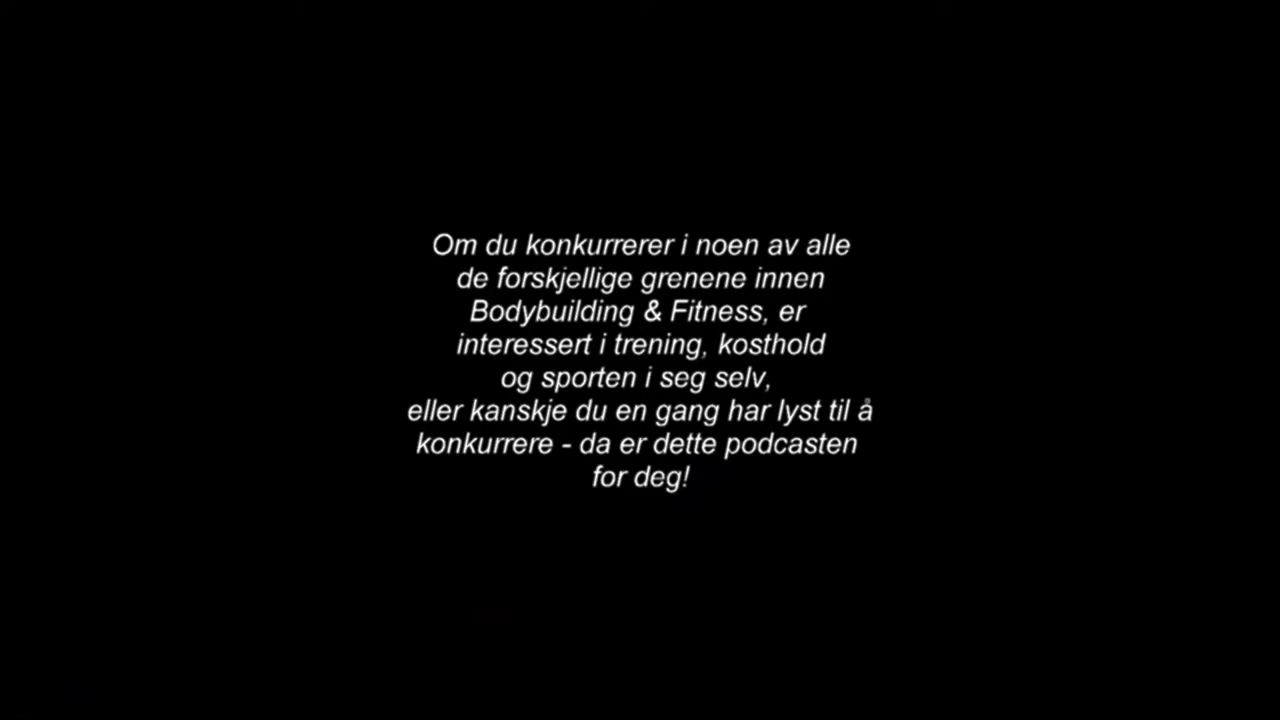 Om du konkurrerer i noen av alle
de forskjellige grenene innen
Bodybuilding & Fitness, er
interessert i trening, kosthold
og sporten i seg selv,
eller kanskje du en gang har lyst til å
konkurrere - da er dette podcasten
for deg!